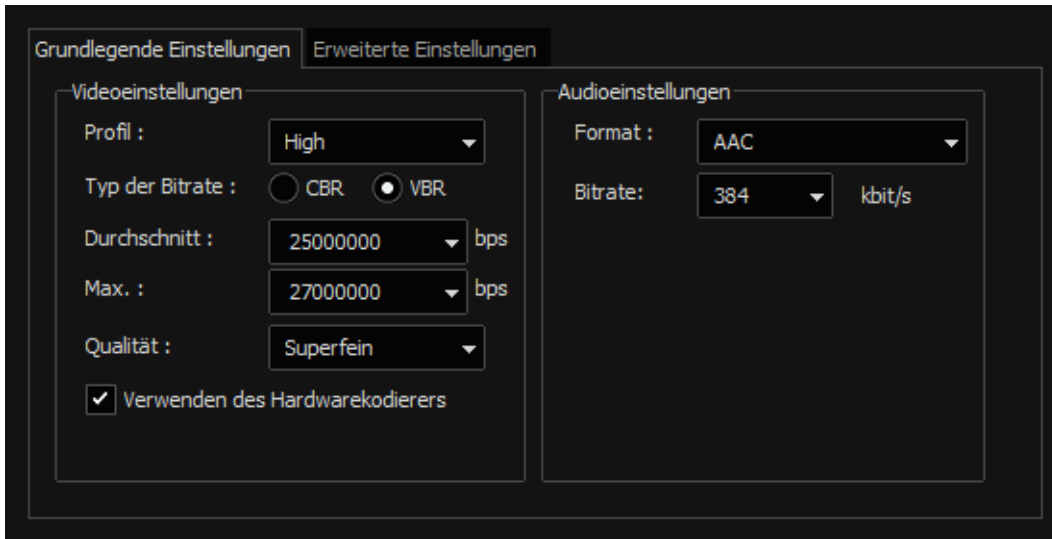 Grundlegende Einstellungen
Erweiterte Einstellungen
Videoeinstellungen
Profil :
High
Typ der Bitrate :
CBR
VBR
Durchschnitt :
25000000
bps
Max. :
27000000
bps
Qualität :
Superfein
Verwenden des Hardwarekodierers
Audioeinstellungen
Format :
AAC
Bitrate:
384
kbit/s